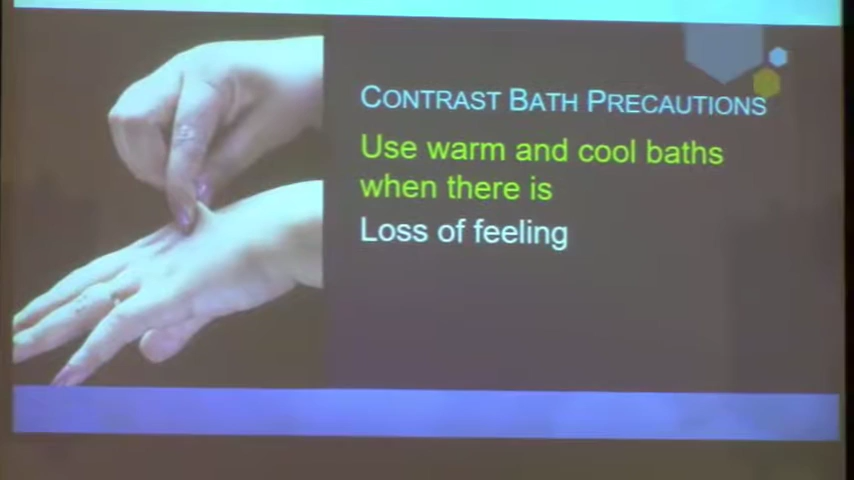 CONTRAST BATH PRECAUTIONS
Use warm and cool baths
when there is
Loss of feeling